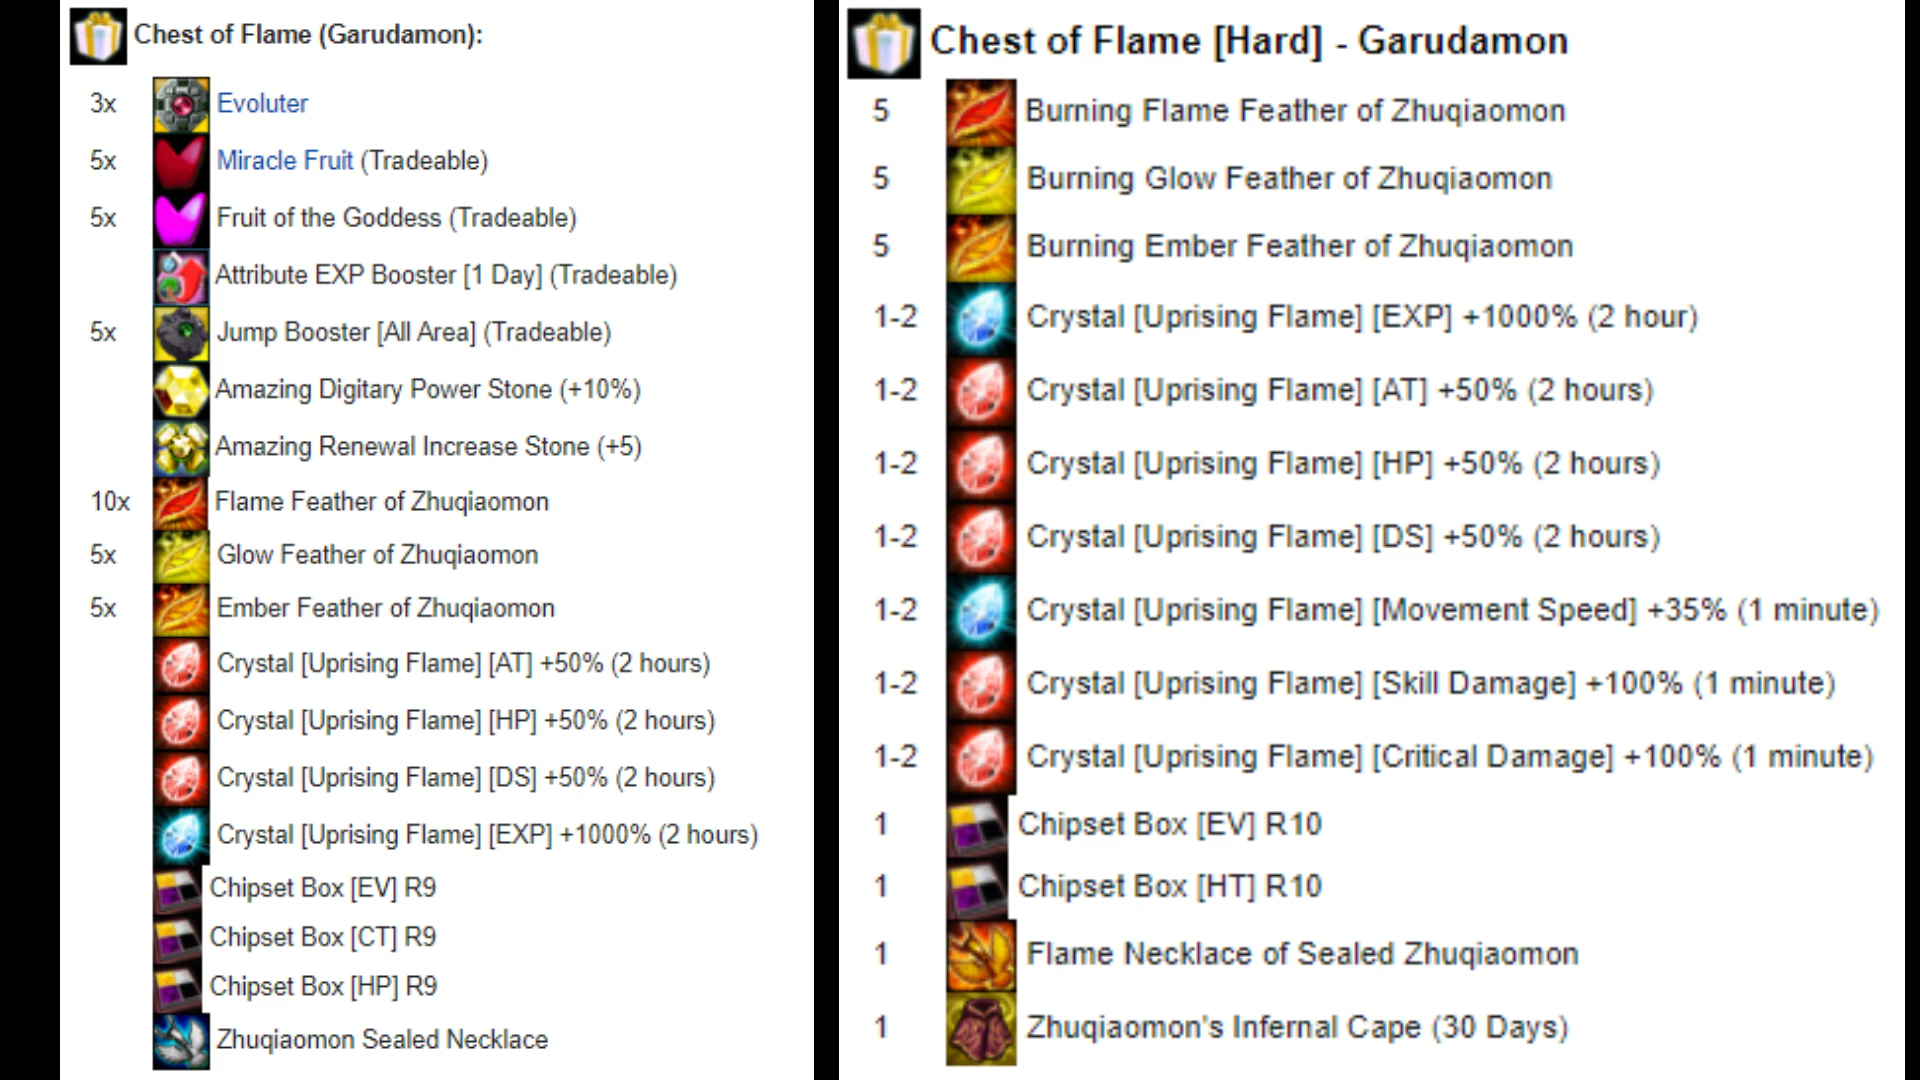 Chest of Flame (Garudamon):
3x Evoluter
5x Miracle Fruit (Tradeable)
5x Fruit of the Goddess (Tradeable)
Attribute EXP Booster [1 Day] (Tradeable)
5x Jump Booster [All Area] (Tradeable)
Amazing Digitary Power Stone (+10%)
Amazing Renewal Increase Stone (+5)
10x Flame Feather of Zhuqiaomon
5x Glow Feather of Zhuqiaomon
5x Ember Feather of Zhuqiaomon
Crystal [Uprising Flame] [AT] +50% (2 hours)
Crystal [Uprising Flame] [HP] +50% (2 hours)
Crystal [Uprising Flame] [DS] +50% (2 hours)
Crystal [Uprising Flame] [EXP] +1000% (2 hours)
Chipset Box [EV] R9
Chipset Box [CT] R9
Chipset Box [HP] R9
Zhuqiaomon Sealed Necklace
Chest of Flame [Hard] - Garudamon
5 Burning Flame Feather of Zhuqiaomon
5 Burning Glow Feather of Zhuqiaomon
5 Burning Ember Feather of Zhuqiaomon
1-2 Crystal [Uprising Flame] [EXP] +1000% (2 hour)
1-2 Crystal [Uprising Flame] [AT] +50% (2 hours)
1-2 Crystal [Uprising Flame] [HP] +50% (2 hours)
1-2 Crystal [Uprising Flame] [DS] +50% (2 hours)
1-2 Crystal [Uprising Flame] [Movement Speed] +35% (1 minute)
1-2 Crystal [Uprising Flame] [Skill Damage] +100% (1 minute)
1-2 Crystal [Uprising Flame] [Critical Damage] +100% (1 minute)
1 Chipset Box [EV] R10
1 Chipset Box [HT] R10
1 Flame Necklace of Sealed Zhuqiaomon
1 Zhuqiaomon's Infernal Cape (30 Days)